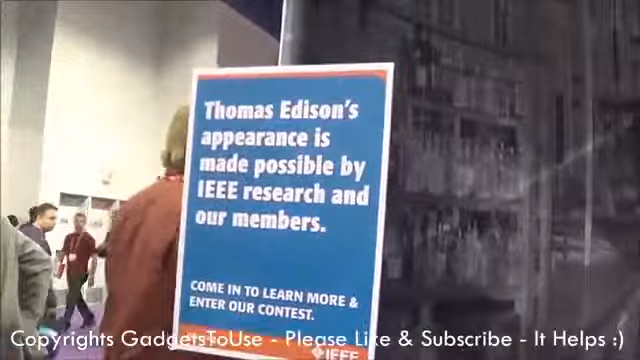 Thomas Edison's
appearance is
made possible by
IEEE research and
our members.
COME IN TO LEARN MORE &
ENTER OUR CONTEST.
IEEE
Copyrights GadgetsToUse - Please Like & Subscribe - It Helps :)